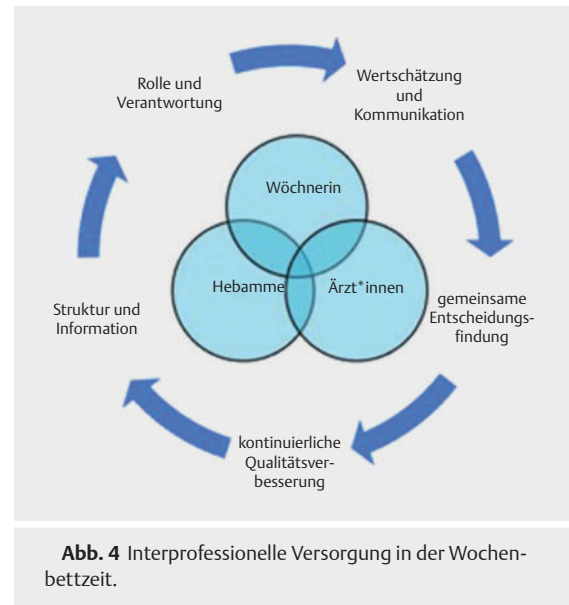 Rolle und
Verantwortung
Wertschätzung
und
Kommunikation
Wöchnerin
Hebamme
Ärzt*innen
gemeinsame
Entscheidungs-
findung
Struktur und
Information
kontinuierliche
Qualitätsver-
besserung
Abb. 4 Interprofessionelle Versorgung in der Wochen-
bettzeit.